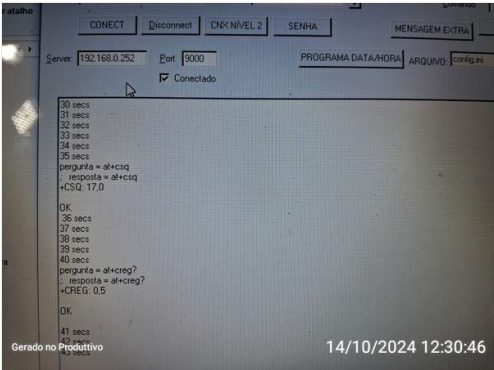 atalho
CONECT Disconnect CNX NÍVEL 2 SENHA MENSAGEM EXTRA
Server: 192.168.0.252 Port 9000 PROGRAMA DATA/HORA ARQUIVO: config.ini
Conectado
30 secs
31 secs
32 secs
33 secs
34 secs
35 secs
pergunta = at+csq
; resposta = at+csq
+CSQ: 17,0
OK
36 secs
37 secs
38 secs
39 secs
40 secs
pergunta = at+creg?
; resposta = at+creg?
+CREG: 0,5
OK
41 secs
42 secs
43 secs
Gerado no Produttivo
14/10/2024 12:30:46